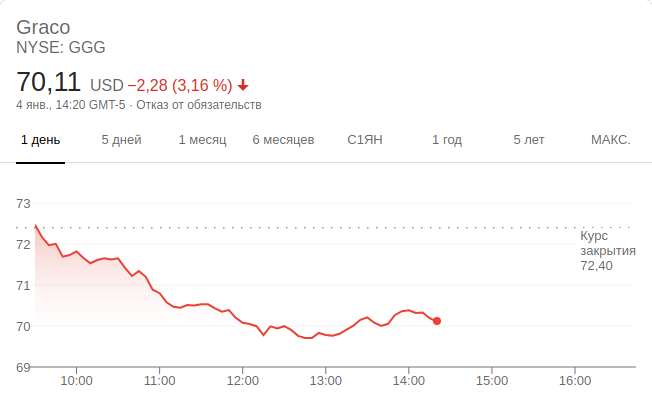 Graco
NYSE: GGG
70,11 USD −2,28 (3,16 %)
4 янв., 14:20 GMT-5 · Отказ от обязательств
1 день 5 дней 1 месяц 6 месяцев С1ЯН 1 год 5 лет МАКС.
73
72
71
70
69
Курс
закрытия
72,40
10:00 11:00 12:00 13:00 14:00 15:00 16:00